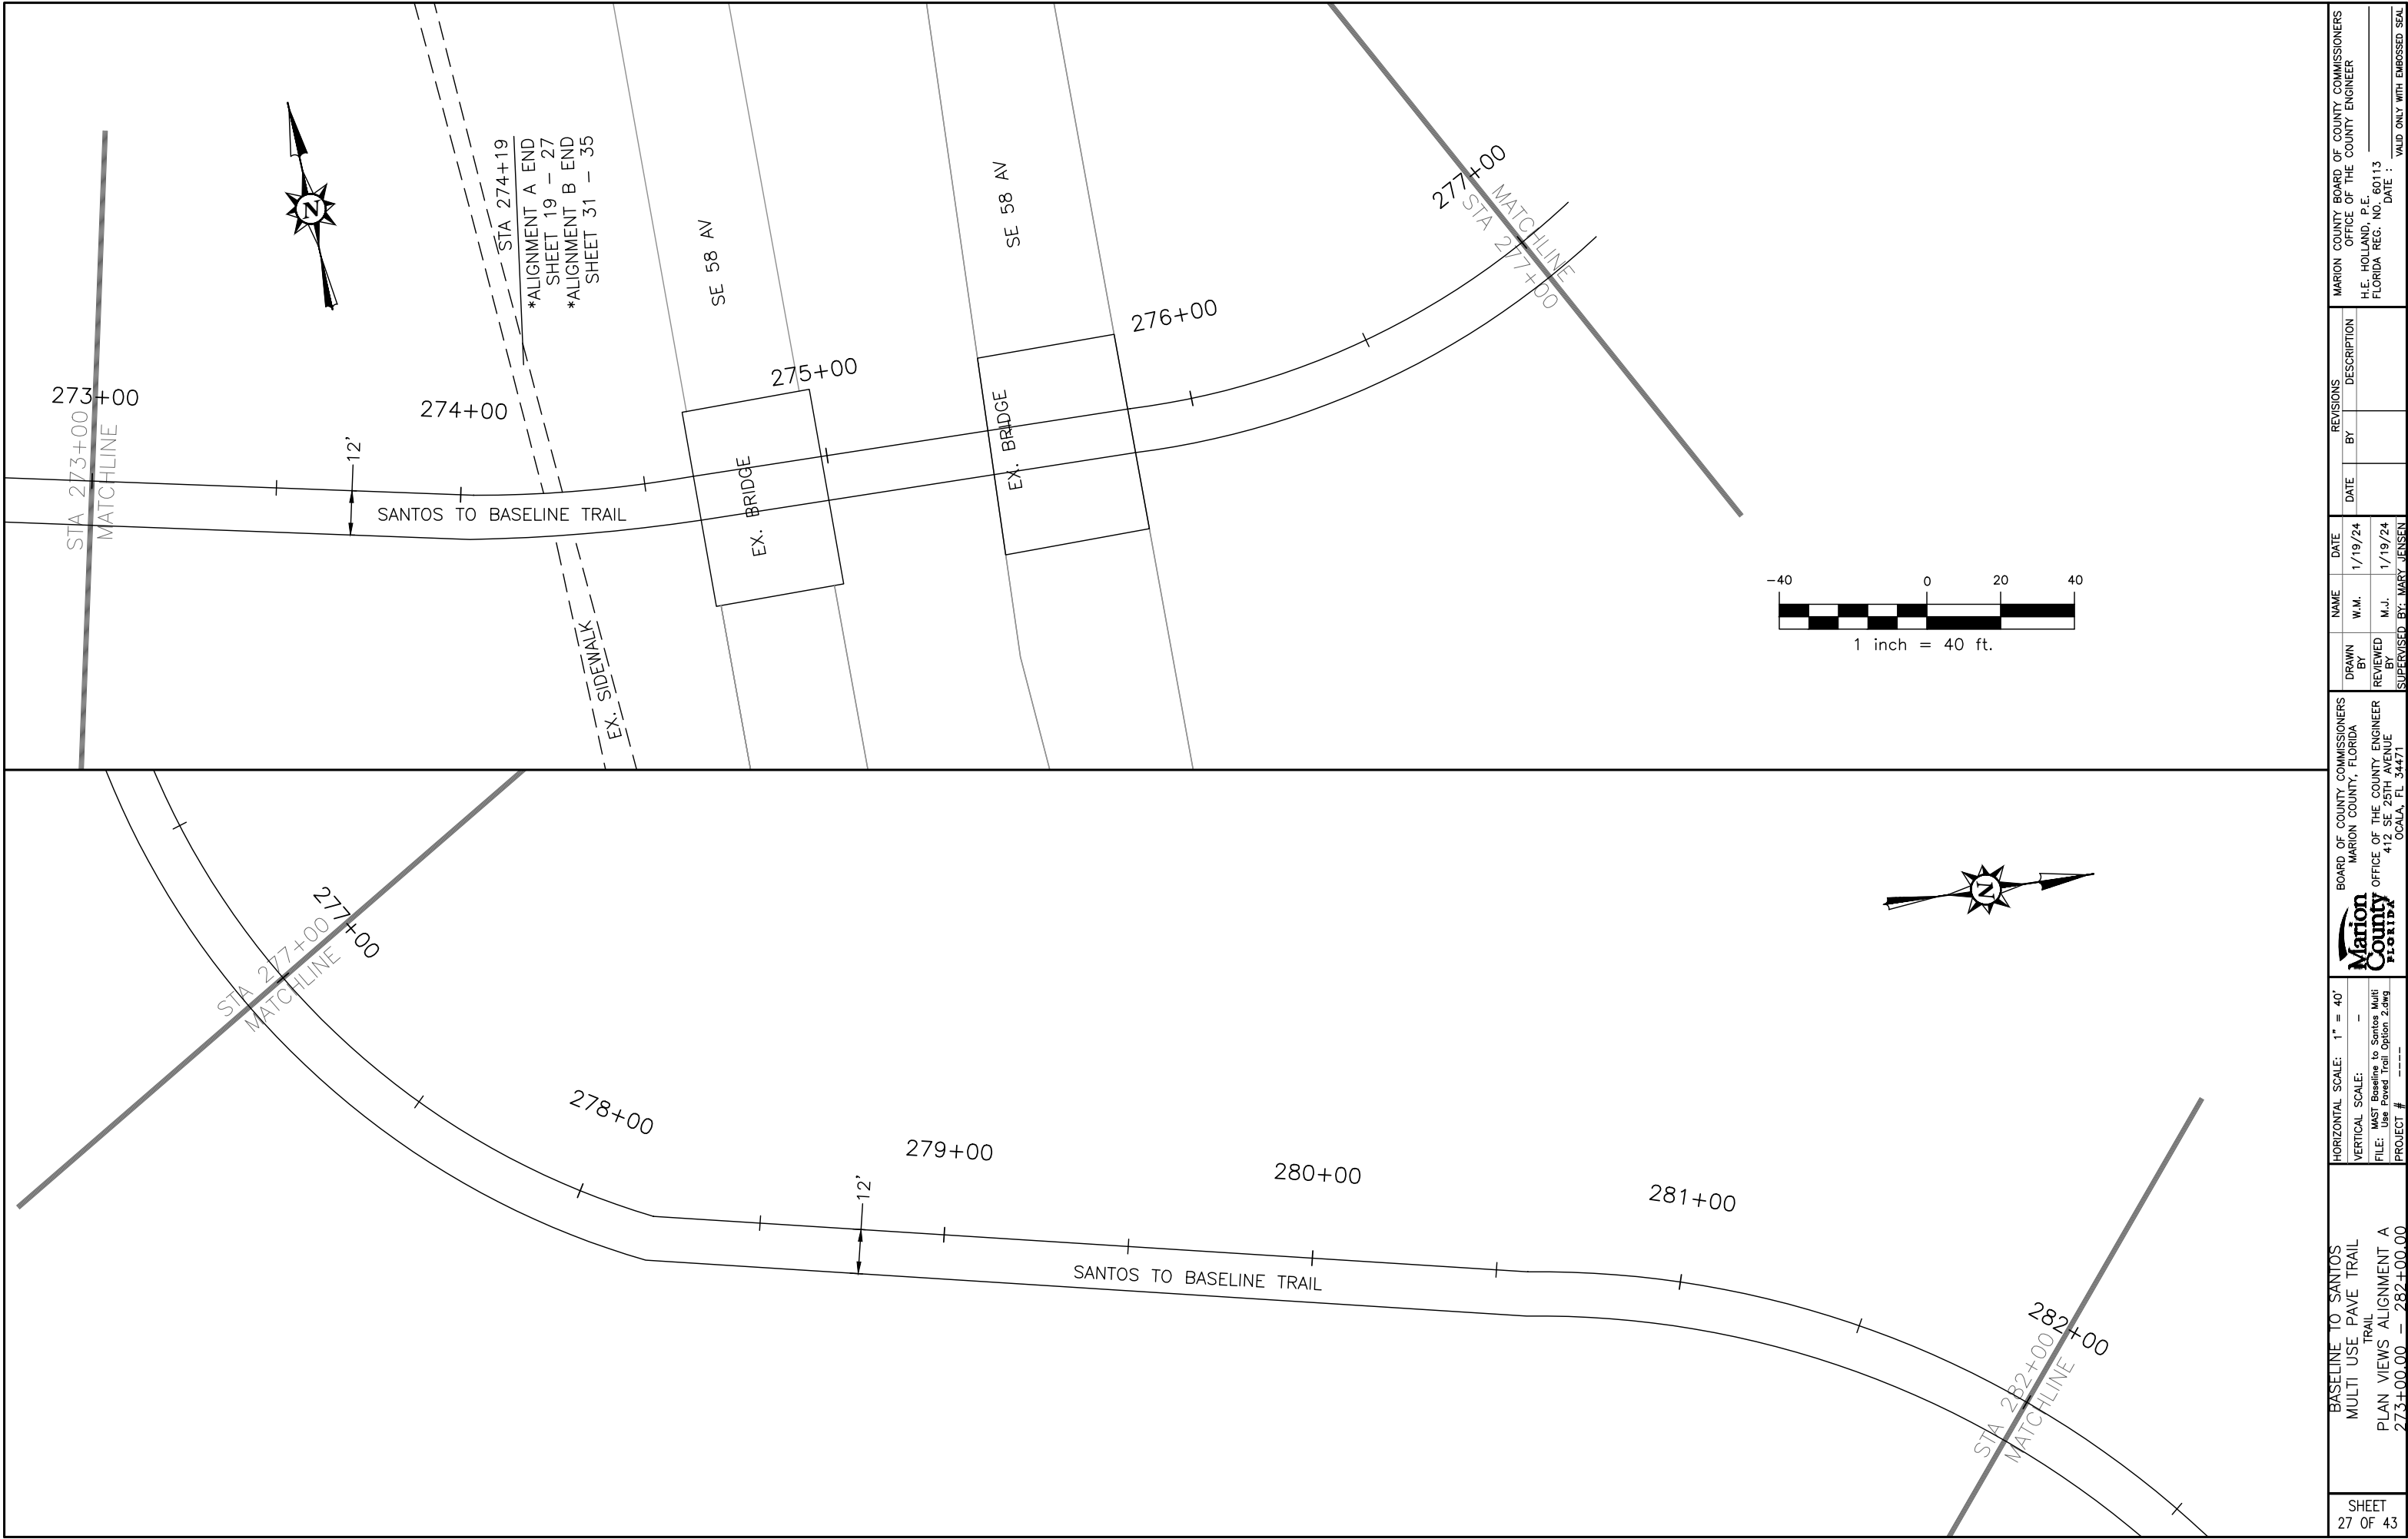 STA 274+19
*ALIGNMENT A END
SHEET 19 - 27
*ALIGNMENT B END
SHEET 31 - 35
SE 58 AV
SE 58 AV
N
273+00
STA 273+00
MATCHLINE
274+00
12'
SANTOS TO BASELINE TRAIL
275+00
EX. BRIDGE
EX. BRIDGE
276+00
277+00
MATCHLINE
STA 277+00
EX. SIDEWALK
-40 0 20 40
1 inch = 40 ft.
277+00
STA 277+00
MATCHLINE
278+00
279+00
12'
280+00
281+00
SANTOS TO BASELINE TRAIL
N
282+00
STA 282+00
MATCHLINE
MARION COUNTY BOARD OF COUNTY COMMISSIONERS
OFFICE OF THE COUNTY ENGINEER
H.E. HOLLAND, P.E.
FLORIDA REG. NO. 60113
DATE :
VALID ONLY WITH EMBOSSED SEAL
REVISIONS
DATE BY DESCRIPTION
NAME DATE
DRAWN BY W.M. 1/19/24
REVIEWED BY M.J. 1/19/24
SUPERVISED BY: MARY JENSEN
BOARD OF COUNTY COMMISSIONERS
MARION COUNTY, FLORIDA
OFFICE OF THE COUNTY ENGINEER
412 SE 25TH AVENUE
OCALA, FL 34471
Marion
County
FLORIDA
HORIZONTAL SCALE: 1" = 40'
VERTICAL SCALE: -
FILE: MAST Baseline to Santos Multi
Use Paved Trail Option 2.dwg
PROJECT # ----
BASELINE TO SANTOS
MULTI USE PAVE TRAIL
TRAIL
PLAN VIEWS ALIGNMENT A
273+00.00 - 282+00.00
SHEET
27 OF 43